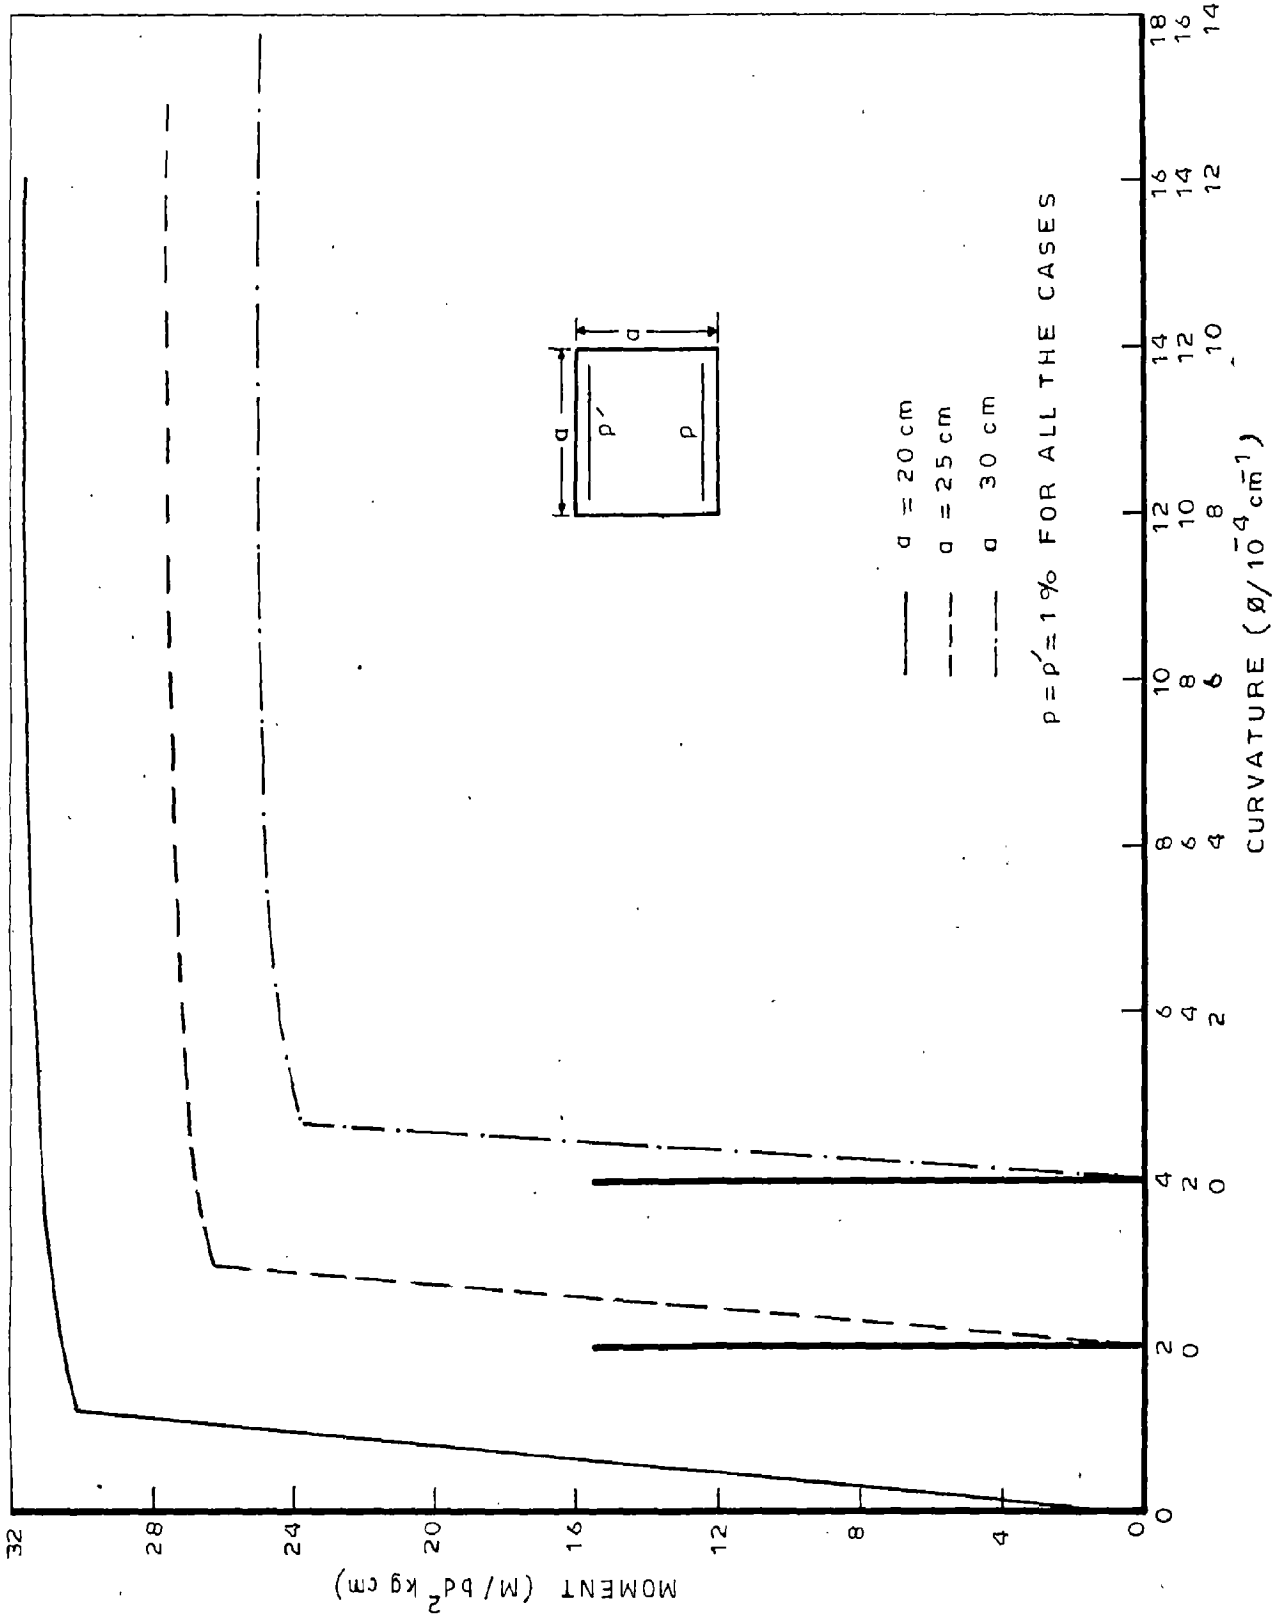 MOMENT (M/bd² kg cm)
32
28
24
20
16
12
8
4
0
a
a
p′
p
a = 20 cm
a = 25 cm
a 30 cm
p = p′ = 1 % FOR ALL THE CASES
0 2 4 6 8 10 12 14 16 18
0 2 4 6 8 10 12 14 16
0 2 4 6 8 10 12 14
CURVATURE (Ø/10⁻⁴ cm⁻¹)